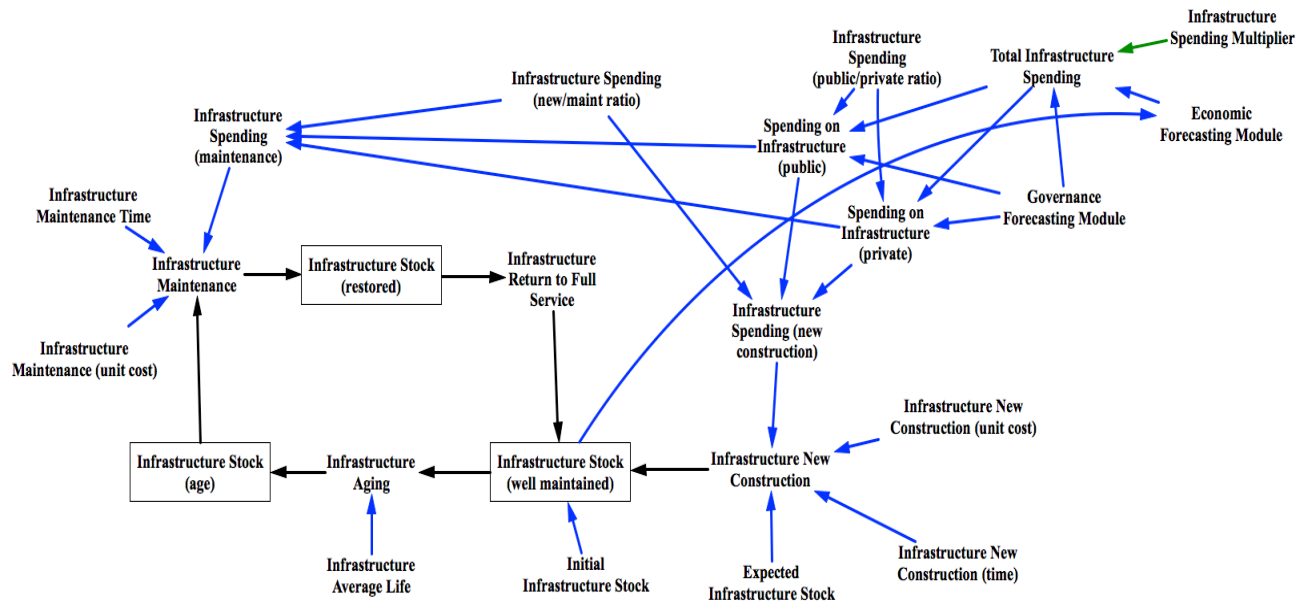 Infrastructure
Spending Multiplier
Infrastructure
Spending
(public/private ratio)
Total Infrastructure
Spending
Infrastructure Spending
(new/maint ratio)
Economic
Forecasting Module
Infrastructure
Spending
(maintenance)
Spending on
Infrastructure
(public)
Infrastructure
Maintenance Time
Governance
Forecasting Module
Spending on
Infrastructure
(private)
Infrastructure
Maintenance
Infrastructure Stock
(restored)
Infrastructure
Return to Full
Service
Infrastructure
Spending (new
construction)
Infrastructure
Maintenance (unit cost)
Infrastructure New
Construction (unit cost)
Infrastructure Stock
(age)
Infrastructure
Aging
Infrastructure Stock
(well maintained)
Infrastructure New
Construction
Infrastructure
Average Life
Initial
Infrastructure Stock
Expected
Infrastructure Stock
Infrastructure New
Construction (time)